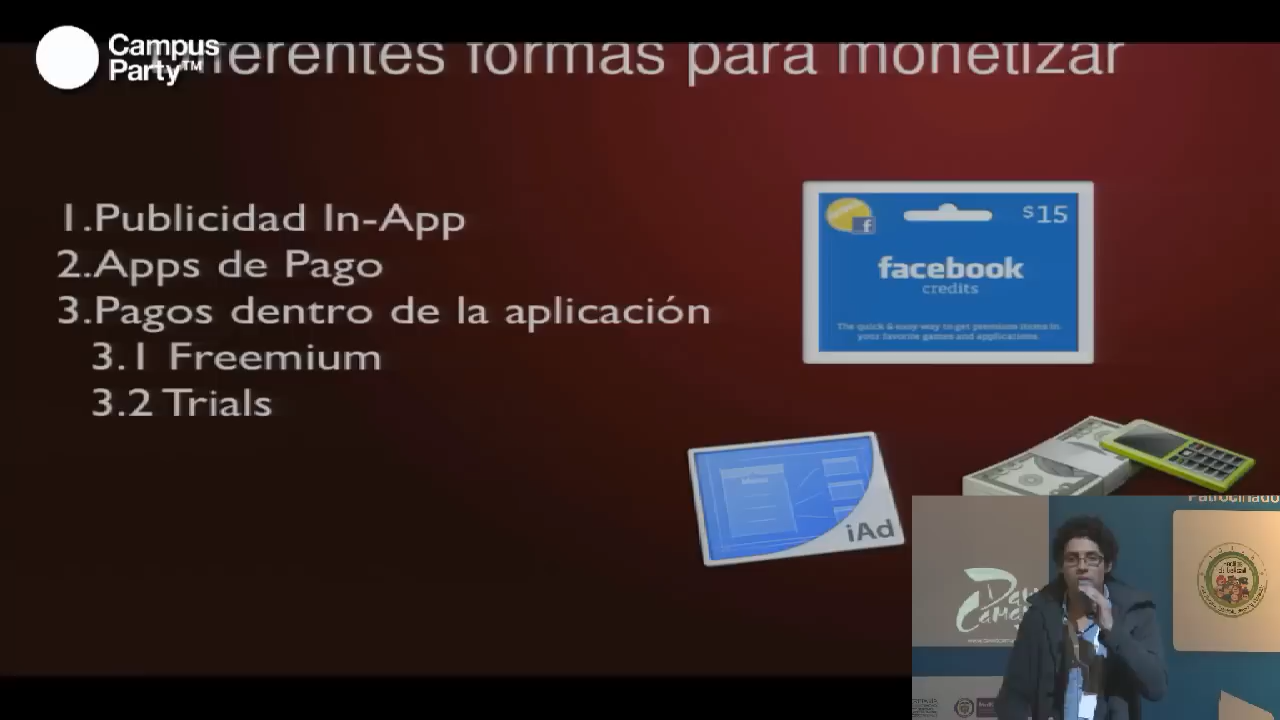 Campus
Party™
ferentes formas para monetizar
1.Publicidad In-App
2.Apps de Pago
3.Pagos dentro de la aplicación
3.1 Freemium
3.2 Trials
$15
facebook
credits
The quick & easy way to get premium items in
your favorite games and applications.
iAd
Patrocinado